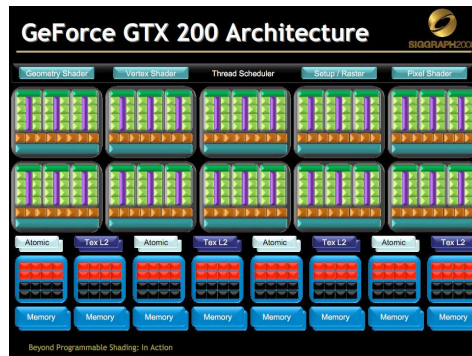 GeForce GTX 200 Architecture
SIGGRAPH200
Geometry Shader
Vertex Shader
Thread Scheduler
Setup / Raster
Pixel Shader
Atomic
Tex L2
Atomic
Tex L2
Atomic
Tex L2
Atomic
Tex L2
Memory
Memory
Memory
Memory
Memory
Memory
Memory
Memory
Beyond Programmable Shading: In Action